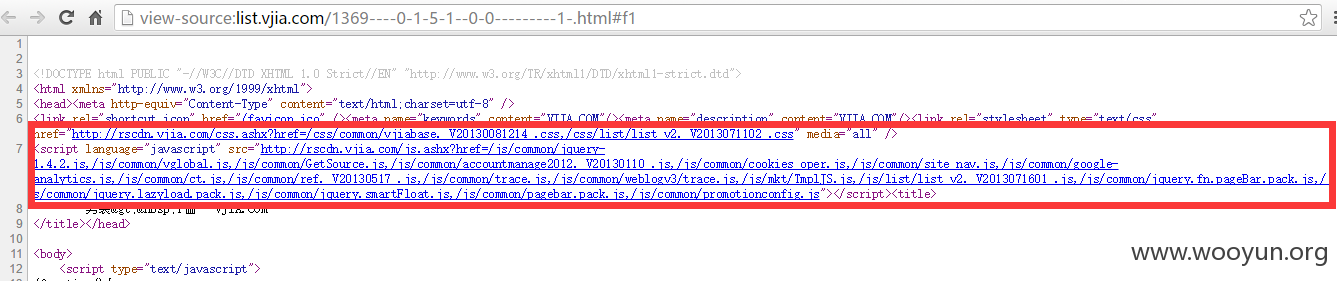 view-source:list.vjia.com/1369----0-1-5-1--0-0---------1-.html#f1
1
2
3 <!DOCTYPE html PUBLIC "-//W3C//DTD XHTML 1.0 Strict//EN" "http://www.w3.org/TR/xhtml1/DTD/xhtml1-strict.dtd">
4 <html xmlns="http://www.w3.org/1999/xhtml">
5 <head><meta http-equiv="Content-Type" content="text/html;charset=utf-8" />
6 <link rel="shortcut icon" href="/favicon.ico" /><meta name="keywords" content="VJIA.COM"/><meta name="description" content="VJIA.COM"/><link rel="stylesheet" type="text/css"
href="http://rscdn.vjia.com/css.ashx?href=/css/common/vjiabase._V20130081214_.css,/css/list/list_v2._V2013071102_.css" media="all" />
7 <script language="javascript" src="http://rscdn.vjia.com/js.ashx?href=/js/common/jquery-
1.4.2.js,/js/common/vglobal.js,/js/common/GetSource.js,/js/common/accountmanage2012._V20130110_.js,/js/common/cookies_oper.js,/js/common/site_nav.js,/js/common/google-
analytics.js,/js/common/ct.js,/js/common/ref._V20130517_.js,/js/common/trace.js,/js/common/weblogv3/trace.js,/js/mkt/TmplJS.js,/js/list/list_v2._V2013071601_.js,/js/common/jquery.fn.pageBar.pack.js,/
s/common/jquery.lazyload.pack.js,/js/common/jquery.smartFloat.js,/js/common/pagebar.pack.js,/js/common/promotionconfig.js"></script><title>
8 VJIA.COM
9 </title></head>
10
11 <body>
12 <script type="text/javascript">
www.wooyun.org